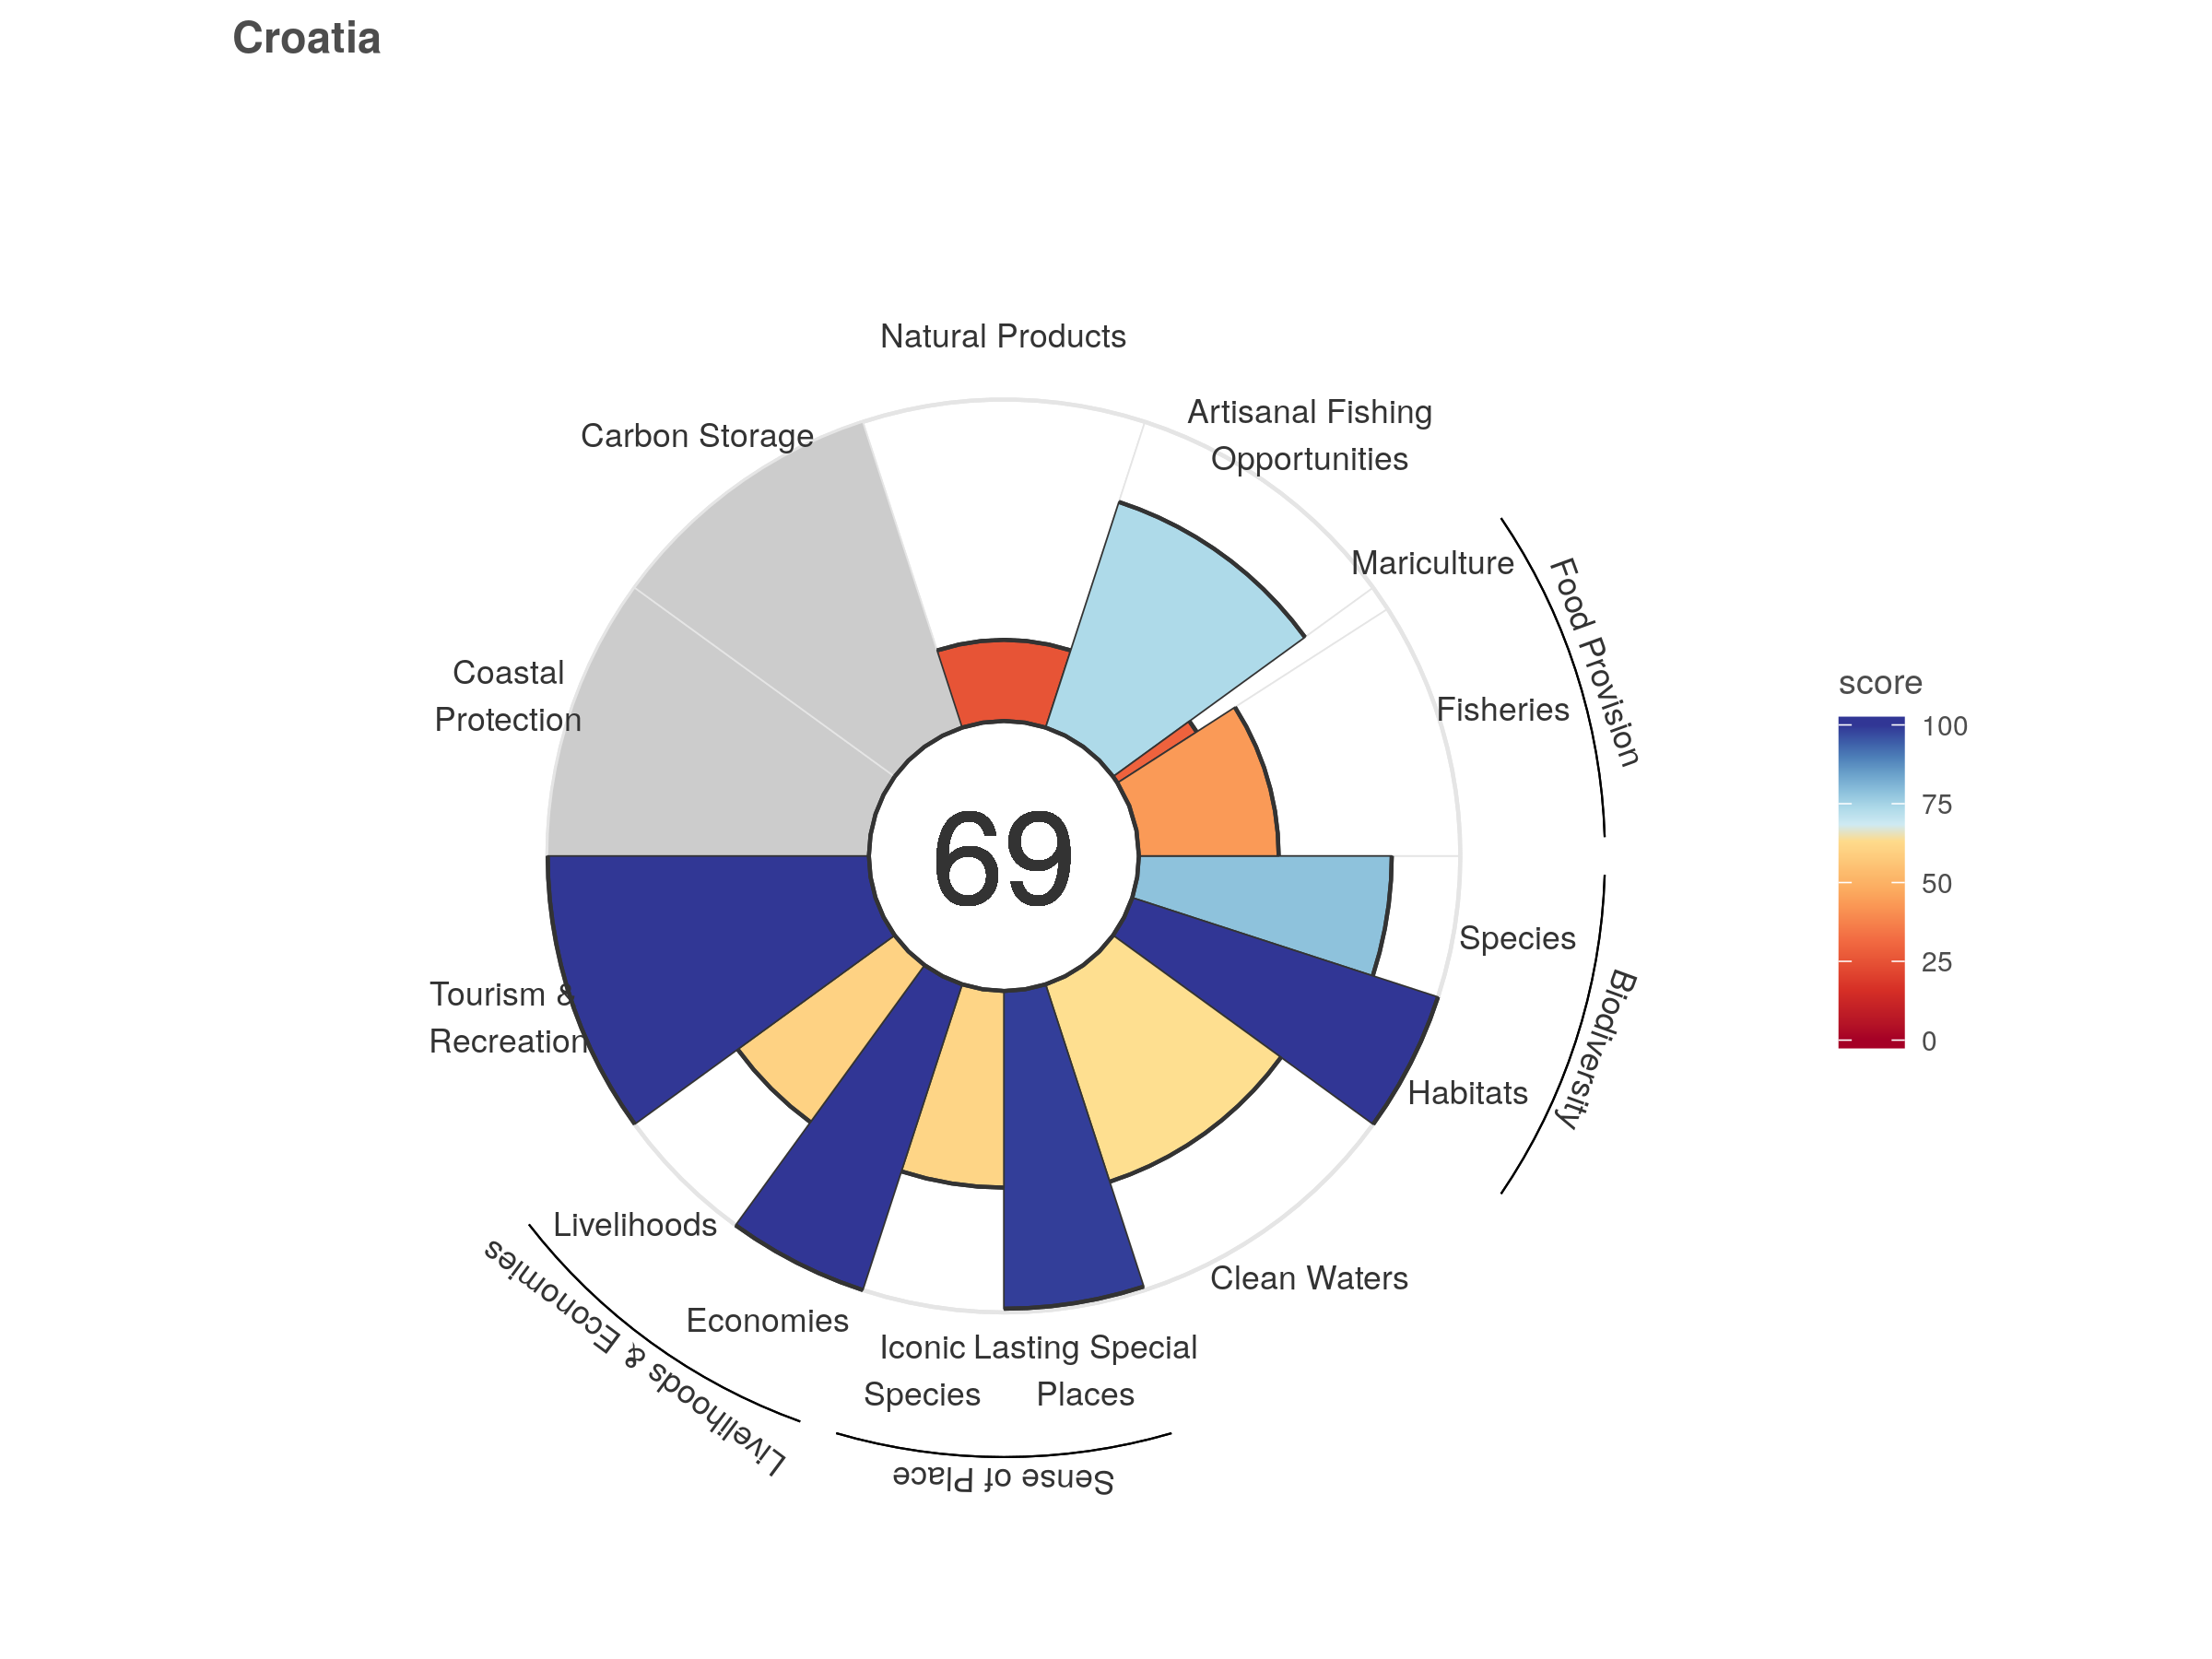 Croatia
Natural Products
Artisanal Fishing
Opportunities
Carbon Storage
Mariculture
Food Provision
Fisheries
Coastal
Protection
69
Species
Biodiversity
Habitats
Tourism &
Recreation
Livelihoods
Livelihoods & Economies
Economies
Clean Waters
Iconic
Species
Lasting Special
Places
Sense of Place
score
100
75
50
25
0